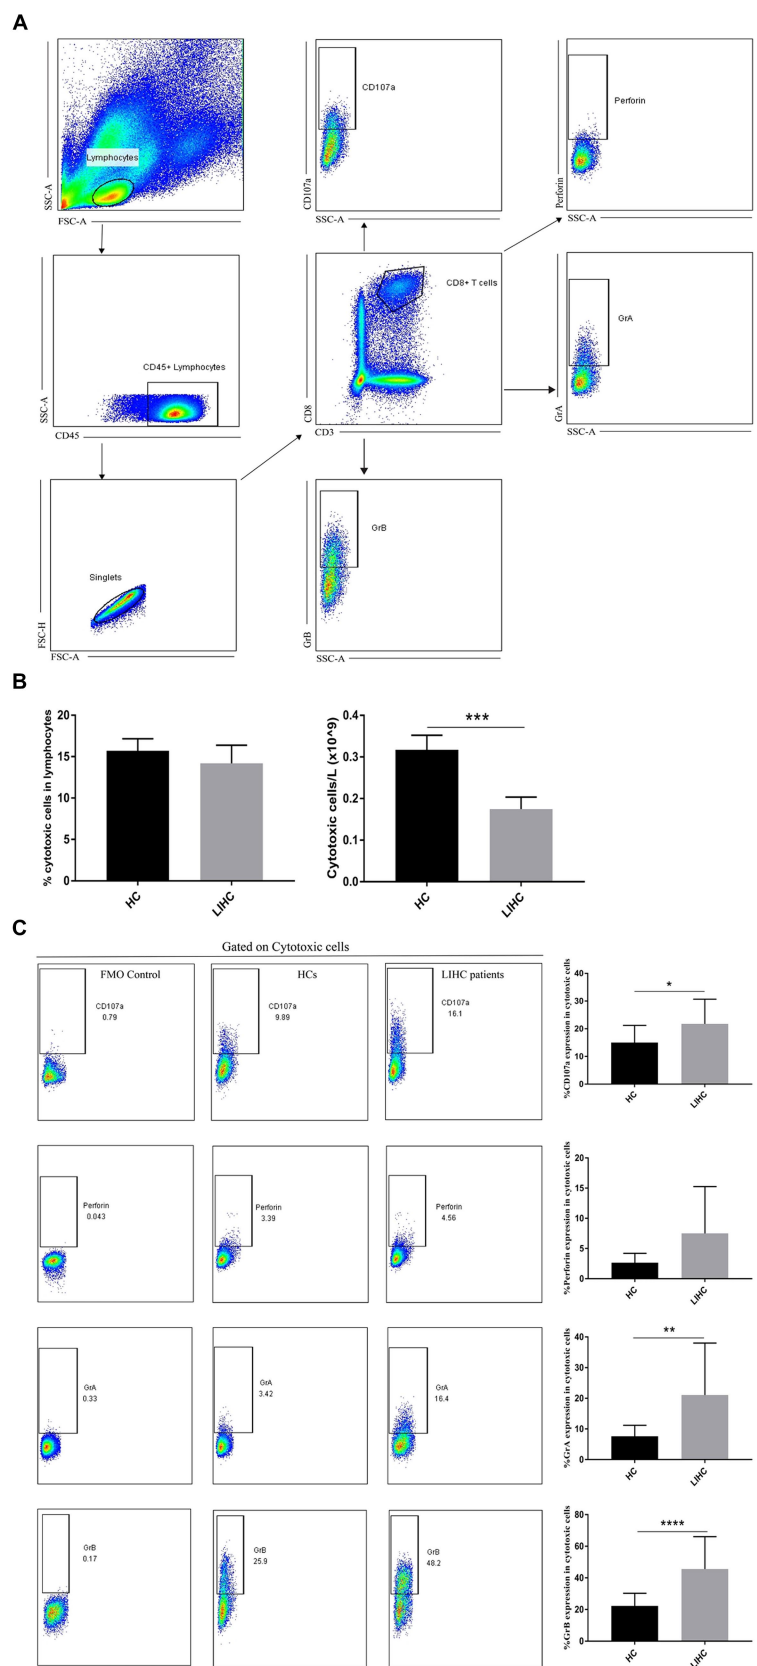 A
SSC-A
Lymphocytes
FSC-A
CD107a
CD107a
SSC-A
Perforin
Perforin
SSC-A
SSC-A
CD45+ Lymphocytes
CD45
CD8
CD8+ T cells
CD3
GrA
GrA
SSC-A
FSC-H
Singlets
FSC-A
GrB
GrB
SSC-A
B
% cytotoxic cells in lymphocytes
20
15
10
5
0
HC
LIHC
Cytotoxic cells/L (x10^9)
0.4
0.3
0.2
0.1
0.0
***
HC
LIHC
C
Gated on Cytotoxic cells
FMO Control
HCs
LIHC patients
CD107a
0.79
CD107a
9.89
CD107a
16.1
%CD107a expression in cytotoxic cells
40
30
20
10
0
*
HC
LIHC
Perforin
0.043
Perforin
3.39
Perforin
4.56
%Perforin expression in cytotoxic cells
20
15
10
5
0
HC
LIHC
GrA
0.33
GrA
3.42
GrA
16.4
%GrA expression in cytotoxic cells
40
30
20
10
0
**
HC
LIHC
GrB
0.17
GrB
25.9
GrB
48.2
%GrB expression in cytotoxic cells
80
60
40
20
0
****
HC
LIHC